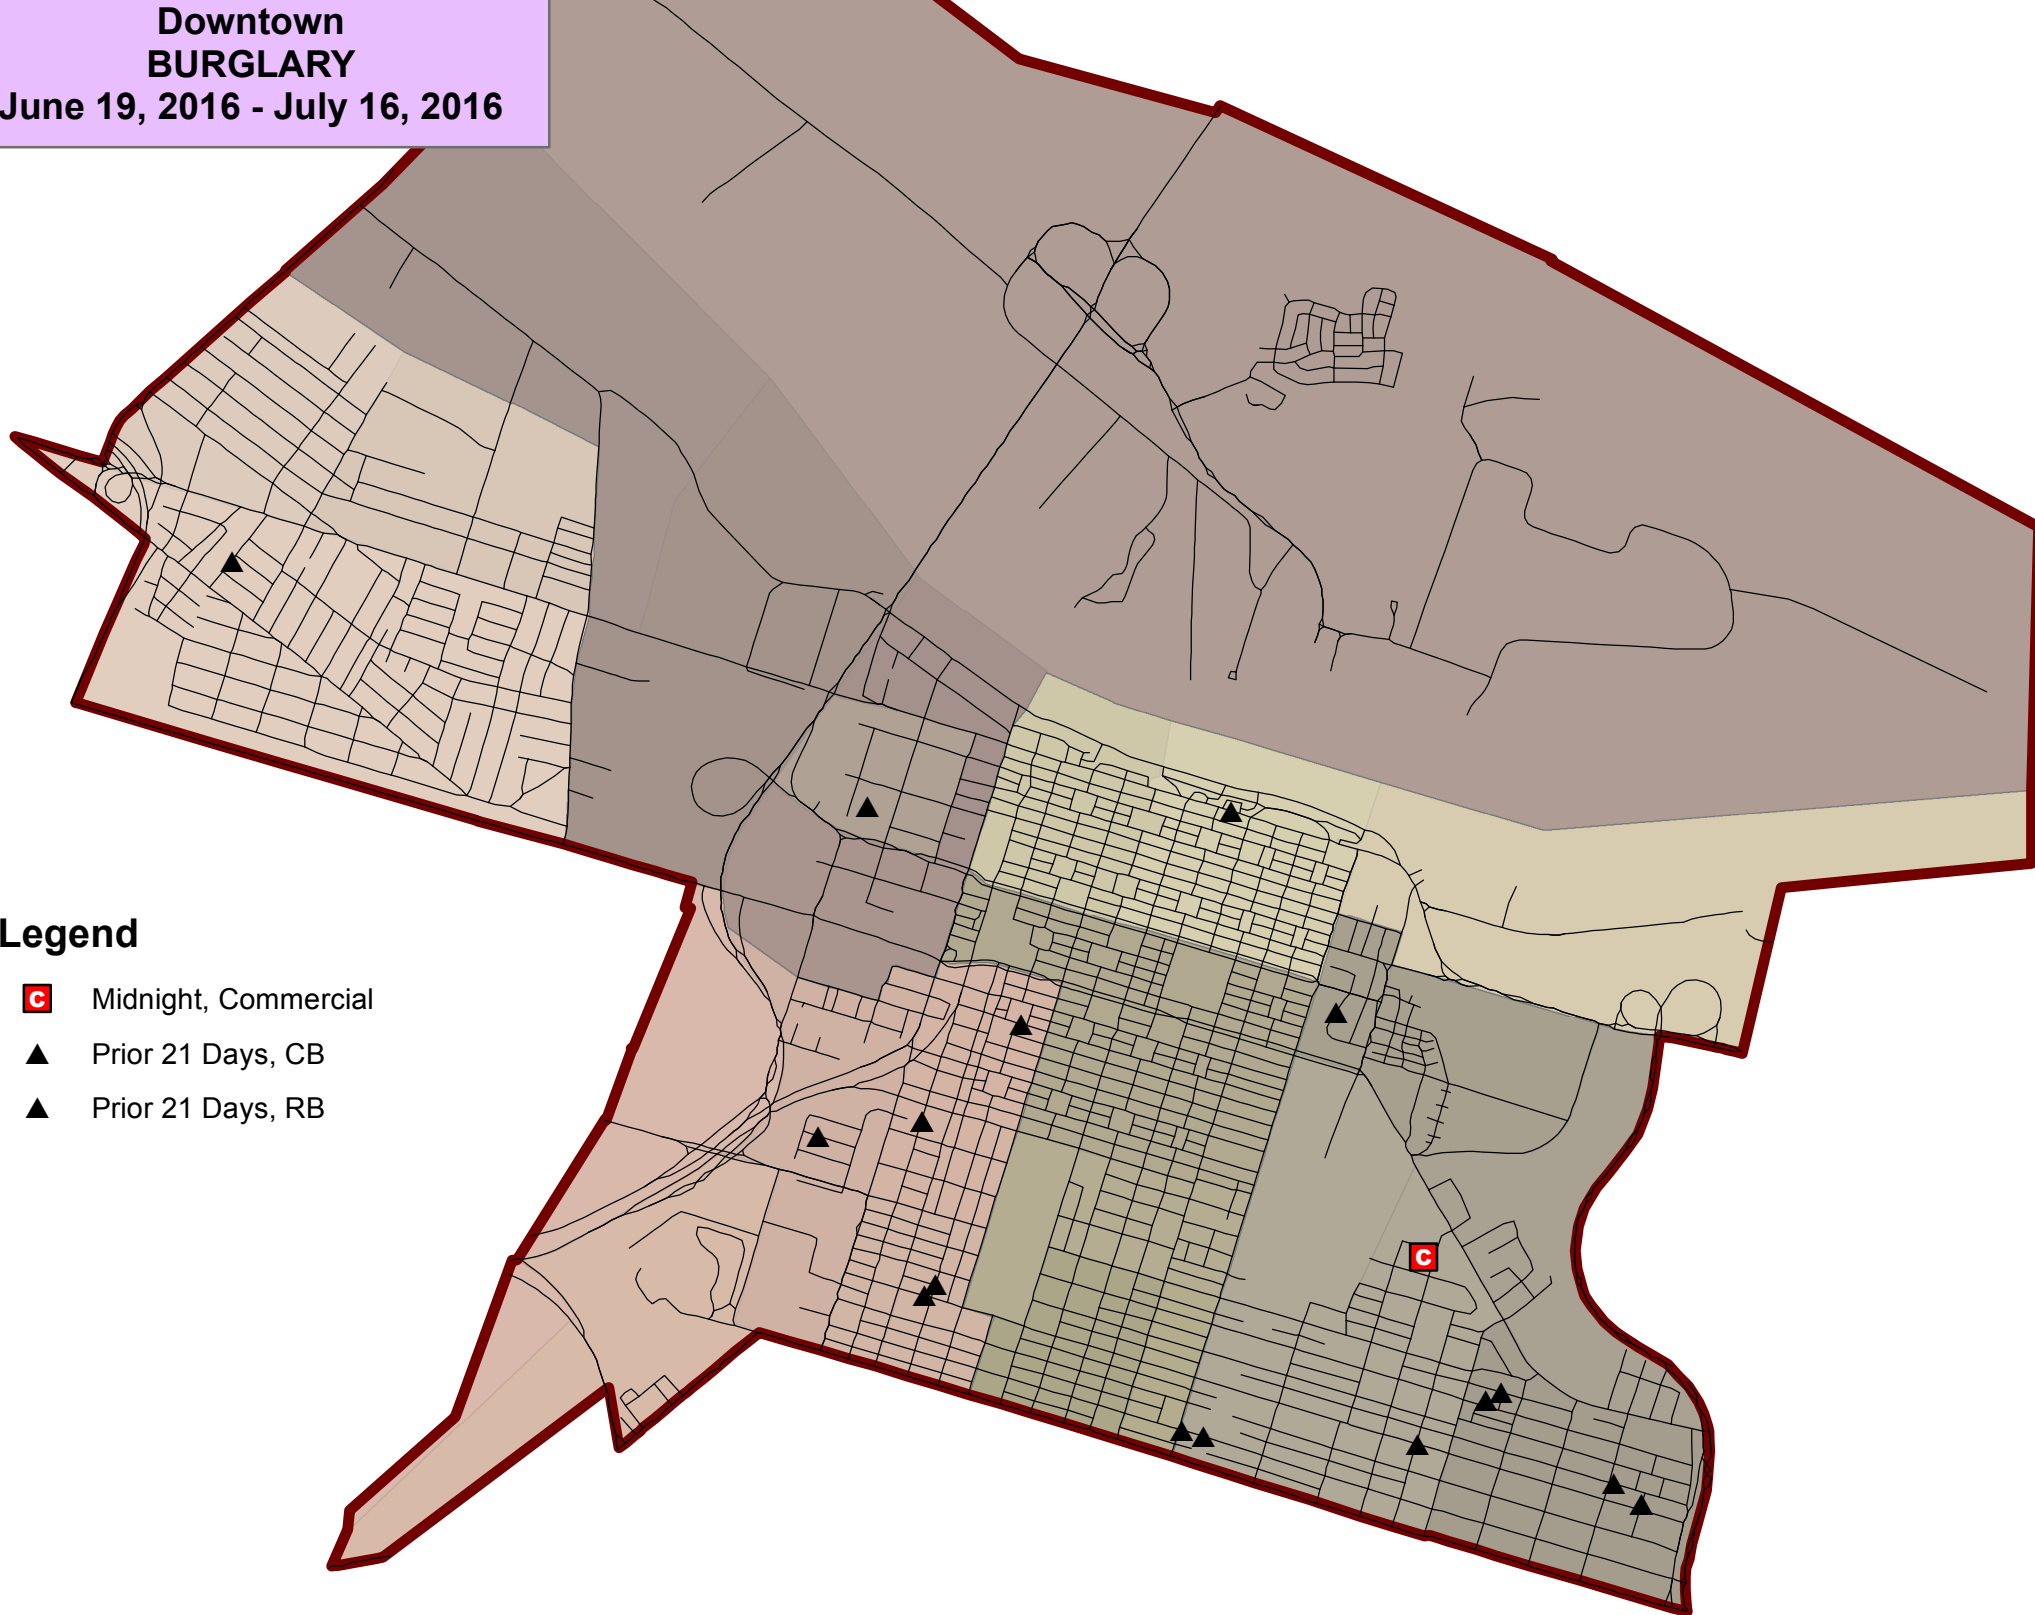 Downtown
BURGLARY
June 19, 2016 - July 16, 2016
Legend
C Midnight, Commercial
Prior 21 Days, CB
Prior 21 Days, RB
C